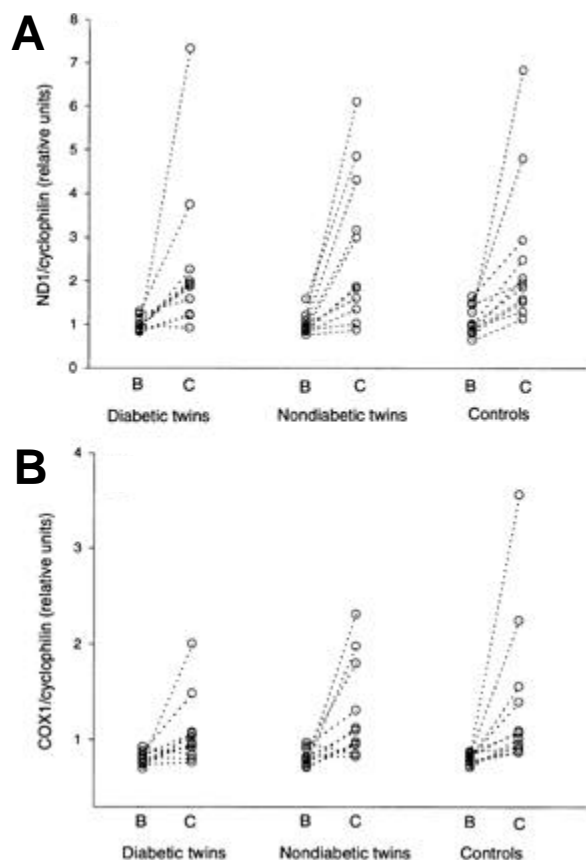 A
ND1/cyclophilin (relative units)
8
7
6
5
4
3
2
1
0
B C B C B C
Diabetic twins Nondiabetic twins Controls
B
COX1/cyclophilin (relative units)
4
3
2
1
B C B C B C
Diabetic twins Nondiabetic twins Controls